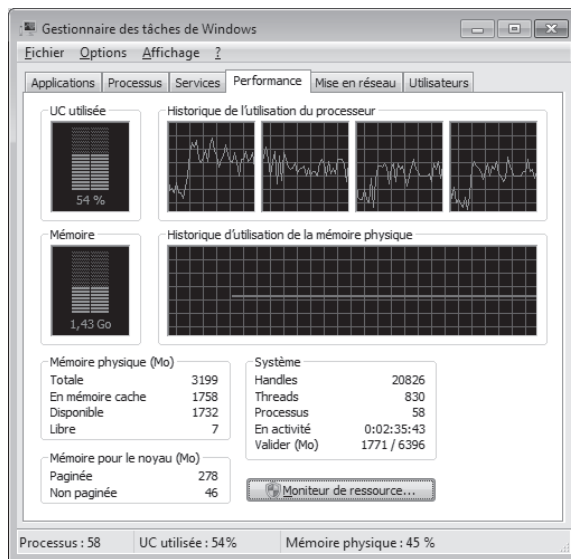 Gestionnaire des tâches de Windows
Fichier Options Affichage ?
Applications Processus Services Performance Mise en réseau Utilisateurs
UC utilisée
54 %
Historique de l'utilisation du processeur
Mémoire
1,43 Go
Historique d'utilisation de la mémoire physique
Mémoire physique (Mo)
Totale 3199
En mémoire cache 1758
Disponible 1732
Libre 7
Système
Handles 20826
Threads 830
Processus 58
En activité 0:02:35:43
Valider (Mo) 1771 / 6396
Mémoire pour le noyau (Mo)
Paginée 278
Non paginée 46
Moniteur de ressource...
Processus : 58 UC utilisée : 54% Mémoire physique : 45 %